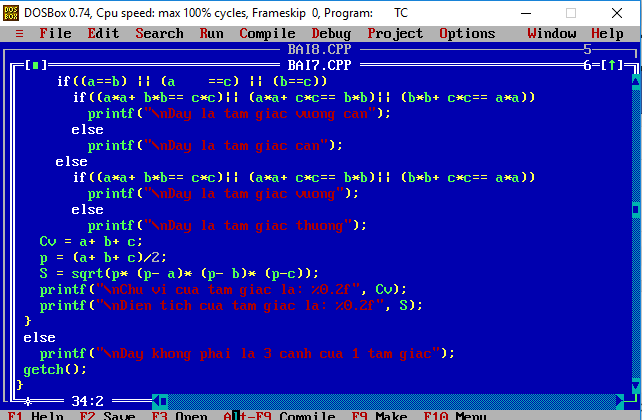 DOSBox 0.74, Cpu speed: max 100% cycles, Frameskip 0, Program: TC
≡ File Edit Search Run Compile Debug Project Options Window Help
BAI8.CPP 5
[■] BAI7.CPP 6=[↑]
if((a==b) || (a    ==c) || (b==c))
if((a*a+ b*b== c*c)|| (a*a+ c*c== b*b)|| (b*b+ c*c== a*a))
printf("\nDay la tam giac vuong can");
else
printf("\nDay la tam giac can");
else
if((a*a+ b*b== c*c)|| (a*a+ c*c== b*b)|| (b*b+ c*c== a*a))
printf("\nDay la tam giac vuong");
else
printf("\nDay la tam giac thuong");
Cv = a+ b+ c;
p = (a+ b+ c)/2;
S = sqrt(p* (p- a)* (p- b)* (p-c));
printf("\nChu vi cua tam giac la: %0.2f", Cv);
printf("\nDien tich cua tam giac la: %0.2f", S);
}
else
printf("\nDay khong phai la 3 canh cua 1 tam giac");
getch();
}
34:2
F1 Help F2 Save F3 Open Alt-F9 Compile F9 Make F10 Menu